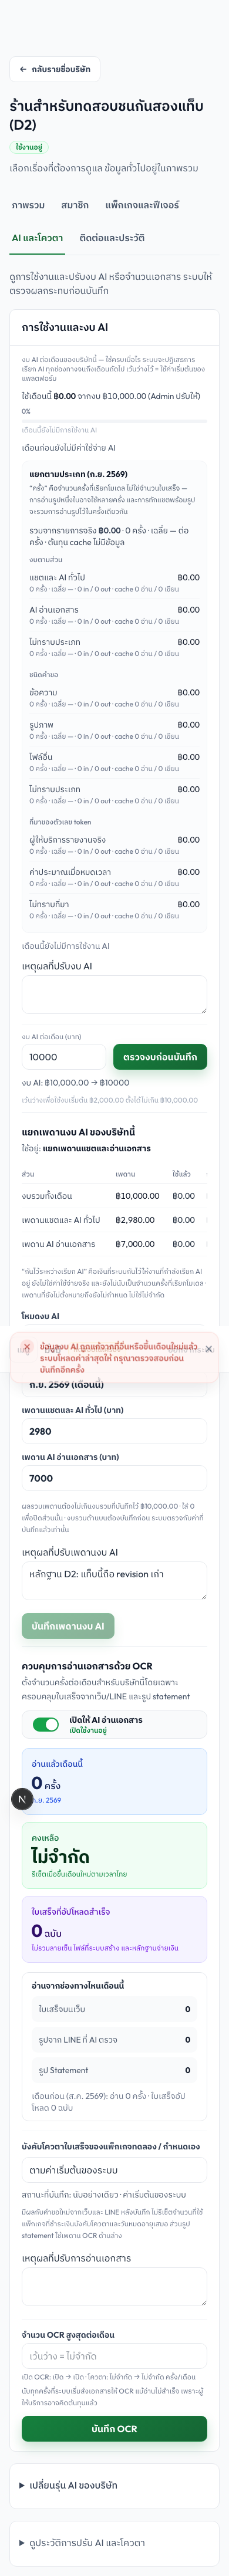 ← กลับรายชื่อบริษัท
ร้านสำหรับทดสอบชนกันสองแท็บ
(D2)
ใช้งานอยู่
เลือกเรื่องที่ต้องการดูแล ข้อมูลทั่วไปอยู่ในภาพรวม
ภาพรวม สมาชิก แพ็กเกจและฟีเจอร์
AI และโควตา ติดต่อและประวัติ
ดูการใช้งานและปรับงบ AI หรือจำนวนเอกสาร ระบบให้
ตรวจผลกระทบก่อนบันทึก
การใช้งานและงบ AI
งบ AI ต่อเดือนของบริษัทนี้ — ใช้ครบเมื่อไร ระบบจะปฏิเสธการ
เรียก AI ทุกช่องทางจนถึงเดือนถัดไป เว้นว่างไว้ = ใช้ค่าเริ่มต้นของ
แพลตฟอร์ม
ใช้เดือนนี้ ฿0.00 จากงบ ฿10,000.00 (Admin ปรับให้)
0%
เดือนนี้ยังไม่มีการใช้งาน AI
เดือนก่อนยังไม่มีค่าใช้จ่าย AI
แยกตามประเภท (ก.ย. 2569)
"ครั้ง" คือจำนวนครั้งที่เรียกโมเดล ไม่ใช่จำนวนใบเสร็จ —
การอ่านรูปหนึ่งใบอาจใช้หลายครั้ง และการทักแชตพร้อมรูป
จะรวมการอ่านรูปไว้ในครั้งเดียวกัน
รวมจากรายการจริง ฿0.00 · 0 ครั้ง · เฉลี่ย — ต่อ
ครั้ง · ต้นทุน cache ไม่มีข้อมูล
งบตามส่วน
แชตและ AI ทั่วไป ฿0.00
0 ครั้ง · เฉลี่ย — · 0 in / 0 out · cache 0 อ่าน / 0 เขียน
AI อ่านเอกสาร ฿0.00
0 ครั้ง · เฉลี่ย — · 0 in / 0 out · cache 0 อ่าน / 0 เขียน
ไม่ทราบประเภท ฿0.00
0 ครั้ง · เฉลี่ย — · 0 in / 0 out · cache 0 อ่าน / 0 เขียน
ชนิดคำขอ
ข้อความ ฿0.00
0 ครั้ง · เฉลี่ย — · 0 in / 0 out · cache 0 อ่าน / 0 เขียน
รูปภาพ ฿0.00
0 ครั้ง · เฉลี่ย — · 0 in / 0 out · cache 0 อ่าน / 0 เขียน
ไฟล์อื่น ฿0.00
0 ครั้ง · เฉลี่ย — · 0 in / 0 out · cache 0 อ่าน / 0 เขียน
ไม่ทราบประเภท ฿0.00
0 ครั้ง · เฉลี่ย — · 0 in / 0 out · cache 0 อ่าน / 0 เขียน
ที่มาของตัวเลข token
ผู้ให้บริการรายงานจริง ฿0.00
0 ครั้ง · เฉลี่ย — · 0 in / 0 out · cache 0 อ่าน / 0 เขียน
ค่าประมาณเมื่อหมดเวลา ฿0.00
0 ครั้ง · เฉลี่ย — · 0 in / 0 out · cache 0 อ่าน / 0 เขียน
ไม่ทราบที่มา ฿0.00
0 ครั้ง · เฉลี่ย — · 0 in / 0 out · cache 0 อ่าน / 0 เขียน
เดือนนี้ยังไม่มีการใช้งาน AI
เหตุผลที่ปรับงบ AI
งบ AI ต่อเดือน (บาท)
10000 ตรวจงบก่อนบันทึก
งบ AI: ฿10,000.00 → ฿10000
เว้นว่างเพื่อใช้งบเริ่มต้น ฿2,000.00 ตั้งได้ไม่เกิน ฿10,000.00
แยกเพดานงบ AI ของบริษัทนี้
ใช้อยู่: แยกเพดานแชตและอ่านเอกสาร
ส่วน เพดาน ใช้แล้ว
งบรวมทั้งเดือน ฿10,000.00 ฿0.00
เพดานแชตและ AI ทั่วไป ฿2,980.00 ฿0.00
เพดาน AI อ่านเอกสาร ฿7,000.00 ฿0.00
"กันไว้ระหว่างเรียก AI" คือเงินที่ระบบกันไว้ให้งานที่กำลังเรียก AI
อยู่ ยังไม่ใช่ค่าใช้จ่ายจริง และยังไม่นับเป็นจำนวนครั้งที่เรียกโมเดล ·
เพดานที่ยังไม่ตั้งหมายถึงยังไม่กำหนด ไม่ใช่ไม่จำกัด
โหมดงบ AI
ข้อมูลงบ AI ถูกแก้จากที่อื่นหรือขึ้นเดือนใหม่แล้ว
ระบบโหลดค่าล่าสุดให้ กรุณาตรวจสอบก่อน
บันทึกอีกครั้ง
ก.ย. 2569 (เดือนนี้)
เพดานแชตและ AI ทั่วไป (บาท)
2980
เพดาน AI อ่านเอกสาร (บาท)
7000
ผลรวมเพดานต้องไม่เกินงบรวมที่บันทึกไว้ ฿10,000.00 · ใส่ 0
เพื่อปิดส่วนนั้น · งบรวมด้านบนต้องบันทึกก่อน ระบบตรวจกับค่าที่
บันทึกแล้วเท่านั้น
เหตุผลที่ปรับเพดานงบ AI
หลักฐาน D2: แท็บนี้ถือ revision เก่า
บันทึกเพดานงบ AI
ควบคุมการอ่านเอกสารด้วย OCR
ตั้งจำนวนครั้งต่อเดือนสำหรับบริษัทนี้โดยเฉพาะ
ครอบคลุมใบเสร็จจากเว็บ/LINE และรูป statement
เปิดให้ AI อ่านเอกสาร
เปิดใช้งานอยู่
อ่านแล้วเดือนนี้
0 ครั้ง
ก.ย. 2569
คงเหลือ
ไม่จำกัด
รีเซ็ตเมื่อขึ้นเดือนใหม่ตามเวลาไทย
ใบเสร็จที่อัปโหลดสำเร็จ
0 ฉบับ
ไม่รวมลายเซ็น ไฟล์ที่ระบบสร้าง และหลักฐานจ่ายเงิน
อ่านจากช่องทางไหนเดือนนี้
ใบเสร็จบนเว็บ 0
รูปจาก LINE ที่ AI ตรวจ 0
รูป Statement 0
เดือนก่อน (ส.ค. 2569): อ่าน 0 ครั้ง · ใบเสร็จอัป
โหลด 0 ฉบับ
บังคับโควตาใบเสร็จของแพ็กเกจทดลอง / กำหนดเอง
ตามค่าเริ่มต้นของระบบ
สถานะที่บันทึก: นับอย่างเดียว · ค่าเริ่มต้นของระบบ
มีผลกับคำขอใหม่จากเว็บและ LINE หลังบันทึก ไม่รีเซ็ตจำนวนที่ใช้
แพ็กเกจที่ชำระเงินบังคับโควตาและวันหมดอายุเสมอ ส่วนรูป
statement ใช้เพดาน OCR ด้านล่าง
เหตุผลที่ปรับการอ่านเอกสาร
จำนวน OCR สูงสุดต่อเดือน
เว้นว่าง = ไม่จำกัด
เปิด OCR: เปิด → เปิด · โควตา: ไม่จำกัด → ไม่จำกัด ครั้ง/เดือน
นับทุกครั้งที่ระบบเริ่มส่งเอกสารให้ OCR แม้อ่านไม่สำเร็จ เพราะผู้
ให้บริการอาจคิดต้นทุนแล้ว
บันทึก OCR
▶ เปลี่ยนรุ่น AI ของบริษัท
▶ ดูประวัติการปรับ AI และโควตา